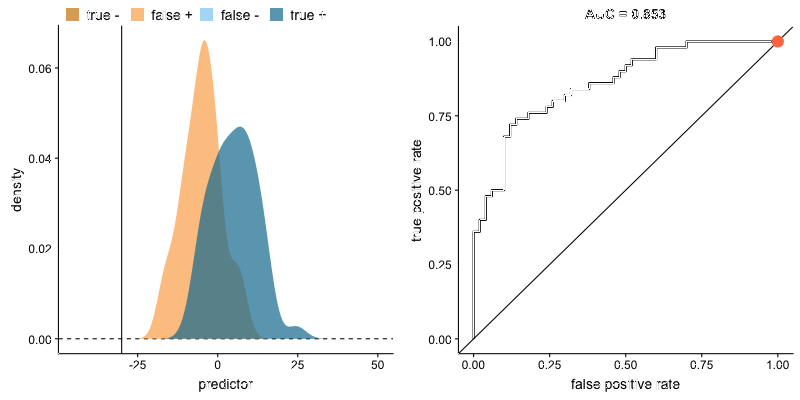 true - false + false - true +
AUC = 0.853
density
0.06
0.04
0.02
0.00
-25 0 25 50
predictor
true positive rate
1.00
0.75
0.50
0.25
0.00
0.00 0.25 0.50 0.75 1.00
false positive rate